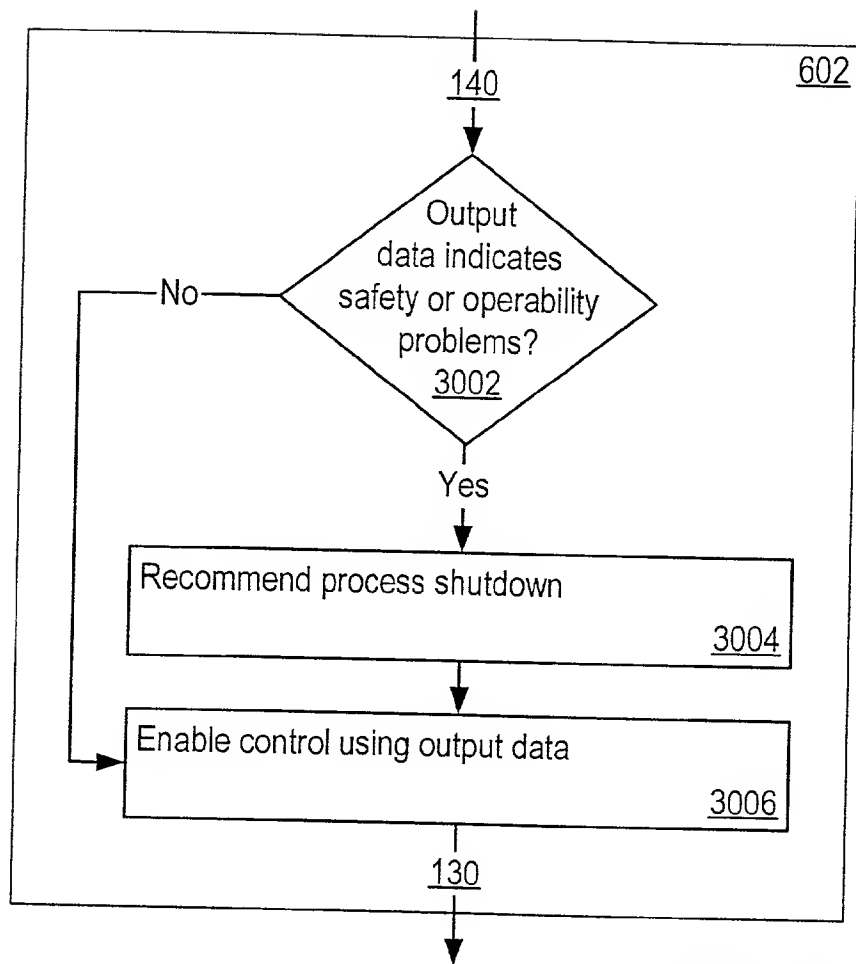 602
140
Output
data indicates
safety or operability
problems?
3002
No
Yes
Recommend process shutdown
3004
Enable control using output data
3006
130